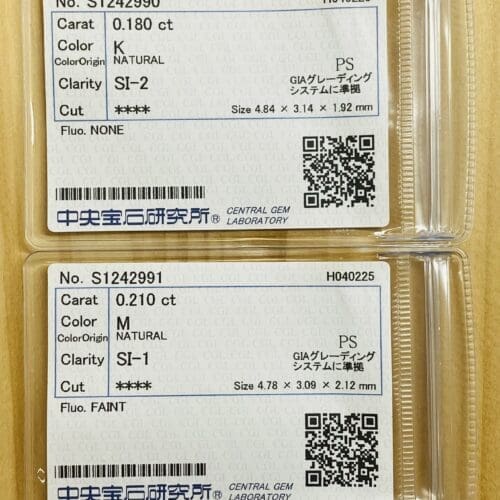 No. S1242990 H040225
Carat 0.180 ct
Color K
ColorOrigin NATURAL
Clarity SI-2
PS
GIAグレーディング
システムに準拠
Cut **** Size 4.84 × 3.14 × 1.92 mm
Fluo. NONE
中央宝石研究所® CENTRAL GEM
LABORATORY
No. S1242991 H040225
Carat 0.210 ct
Color M
ColorOrigin NATURAL
Clarity SI-1
PS
GIAグレーディング
システムに準拠
Cut **** Size 4.78 × 3.09 × 2.12 mm
Fluo. FAINT
中央宝石研究所® CENTRAL GEM
LABORATORY